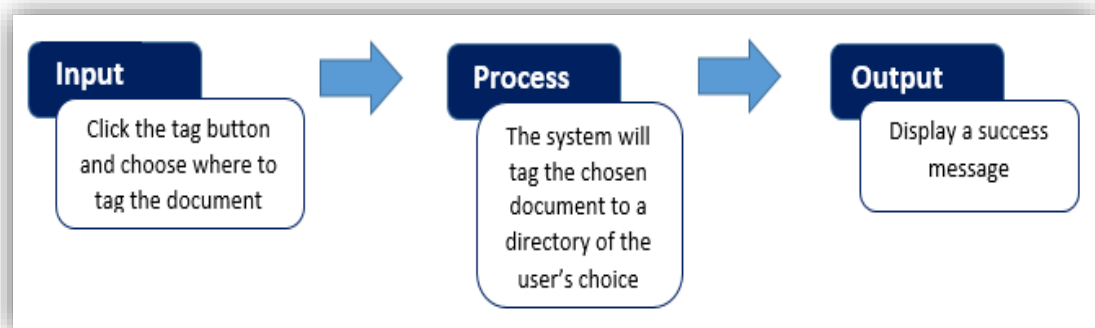 Input
Click the tag button
and choose where to
tag the document
Process
The system will
tag the chosen
document to a
directory of the
user's choice
Output
Display a success
message